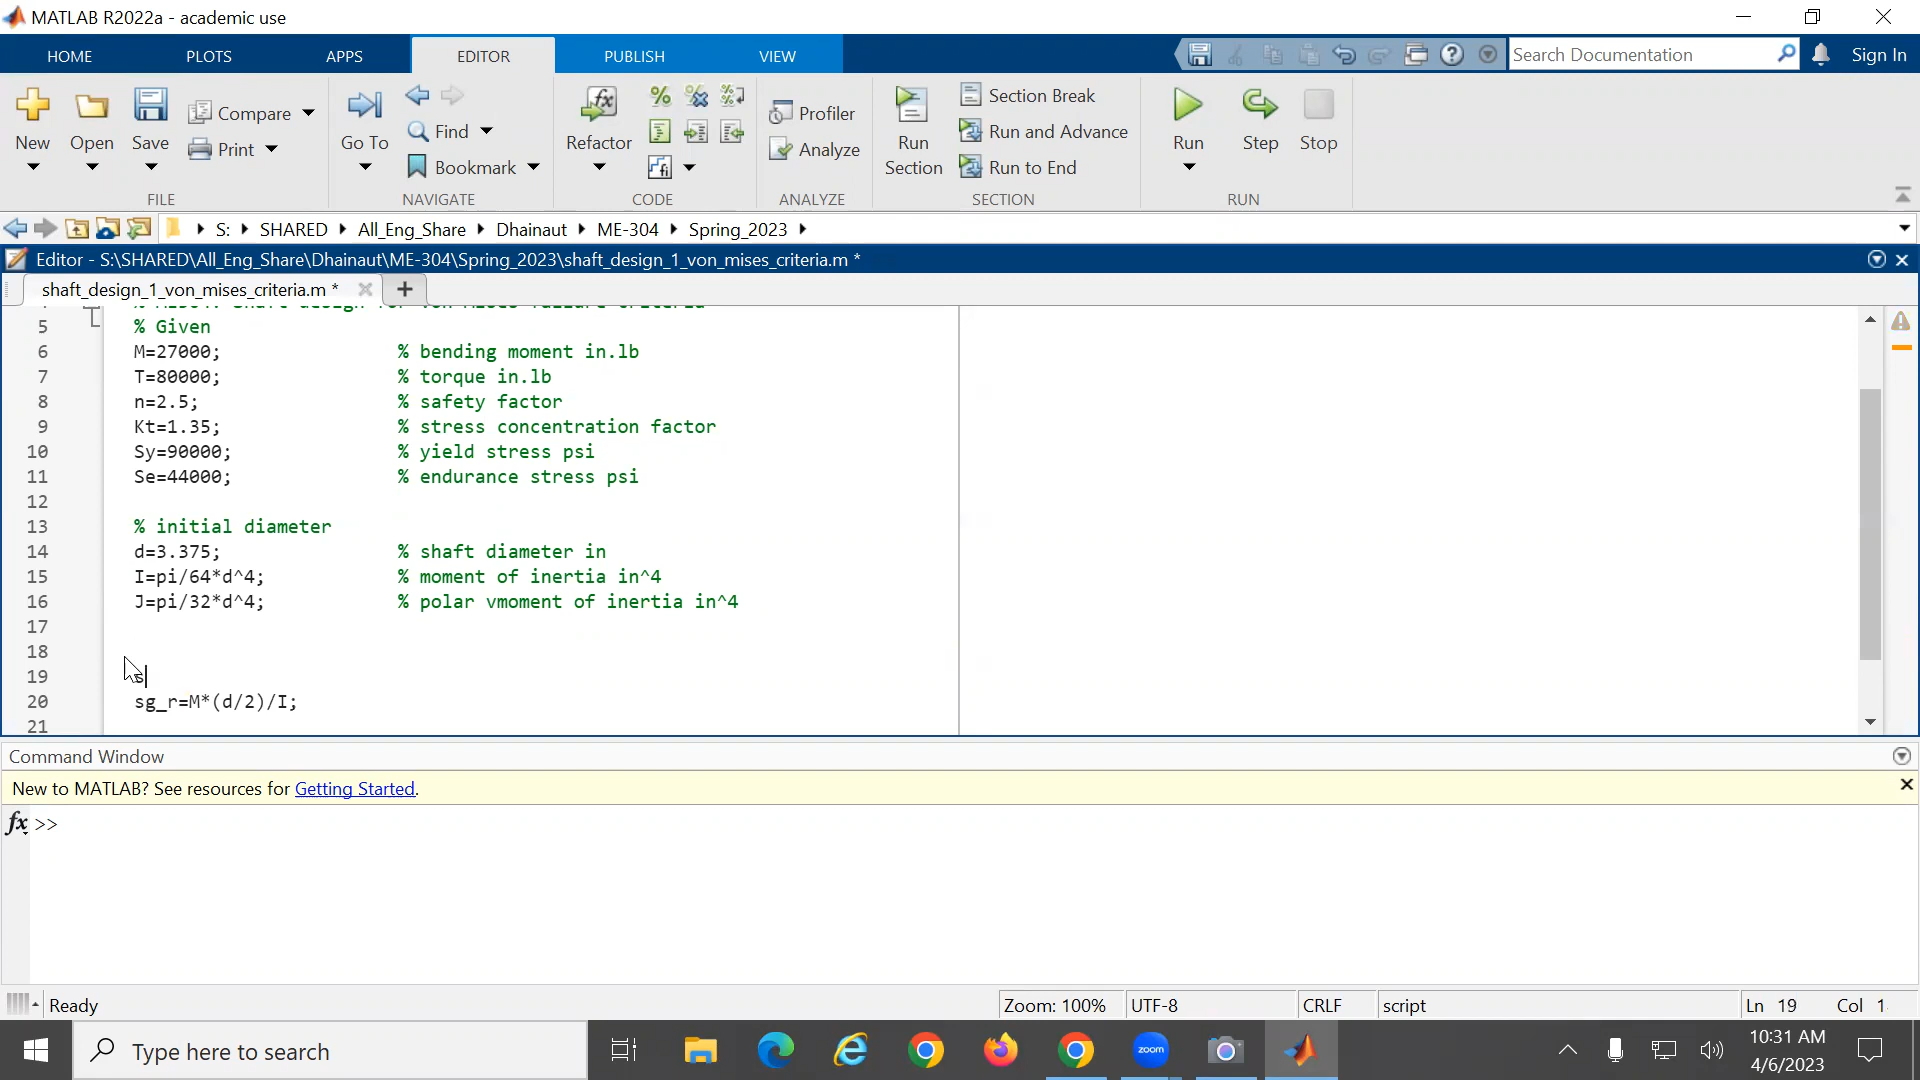 MATLAB R2022a - academic use
HOME PLOTS APPS EDITOR PUBLISH VIEW Search Documentation Sign In
New Open Save Compare Print Go To Find Bookmark Refactor Profiler Analyze Run Section Section Break Run and Advance Run to End Run Step Stop
FILE NAVIGATE CODE ANALYZE SECTION RUN
S: SHARED All_Eng_Share Dhainaut ME-304 Spring_2023
Editor - S:\SHARED\All_Eng_Share\Dhainaut\ME-304\Spring_2023\shaft_design_1_von_mises_criteria.m *
shaft_design_1_von_mises_criteria.m *
5 % Given
6 M=27000; % bending moment in.lb
7 T=80000; % torque in.lb
8 n=2.5; % safety factor
9 Kt=1.35; % stress concentration factor
10 Sy=90000; % yield stress psi
11 Se=44000; % endurance stress psi
12
13 % initial diameter
14 d=3.375; % shaft diameter in
15 I=pi/64*d^4; % moment of inertia in^4
16 J=pi/32*d^4; % polar vmoment of inertia in^4
17
18
19 s
20 sg_r=M*(d/2)/I;
21
Command Window
New to MATLAB? See resources for Getting Started.
fx >>
Ready Zoom: 100% UTF-8 CRLF script Ln 19 Col 1
Type here to search zoom 10:31 AM
4/6/2023